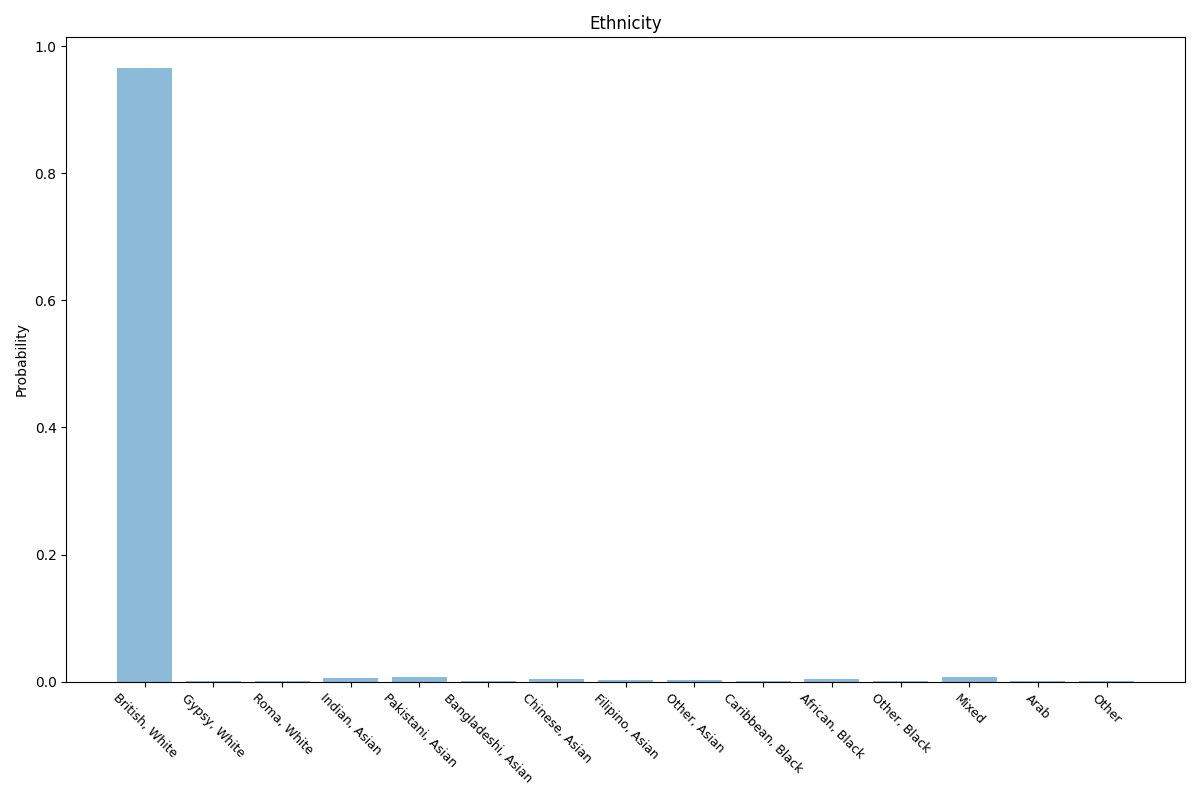 Ethnicity
1.0
0.8
0.6
0.4
0.2
0.0
Probability
British, White
Gypsy, White
Roma, White
Indian, Asian
Pakistani, Asian
Bangladeshi, Asian
Chinese, Asian
Filipino, Asian
Other, Asian
Caribbean, Black
African, Black
Other, Black
Mixed
Arab
Other